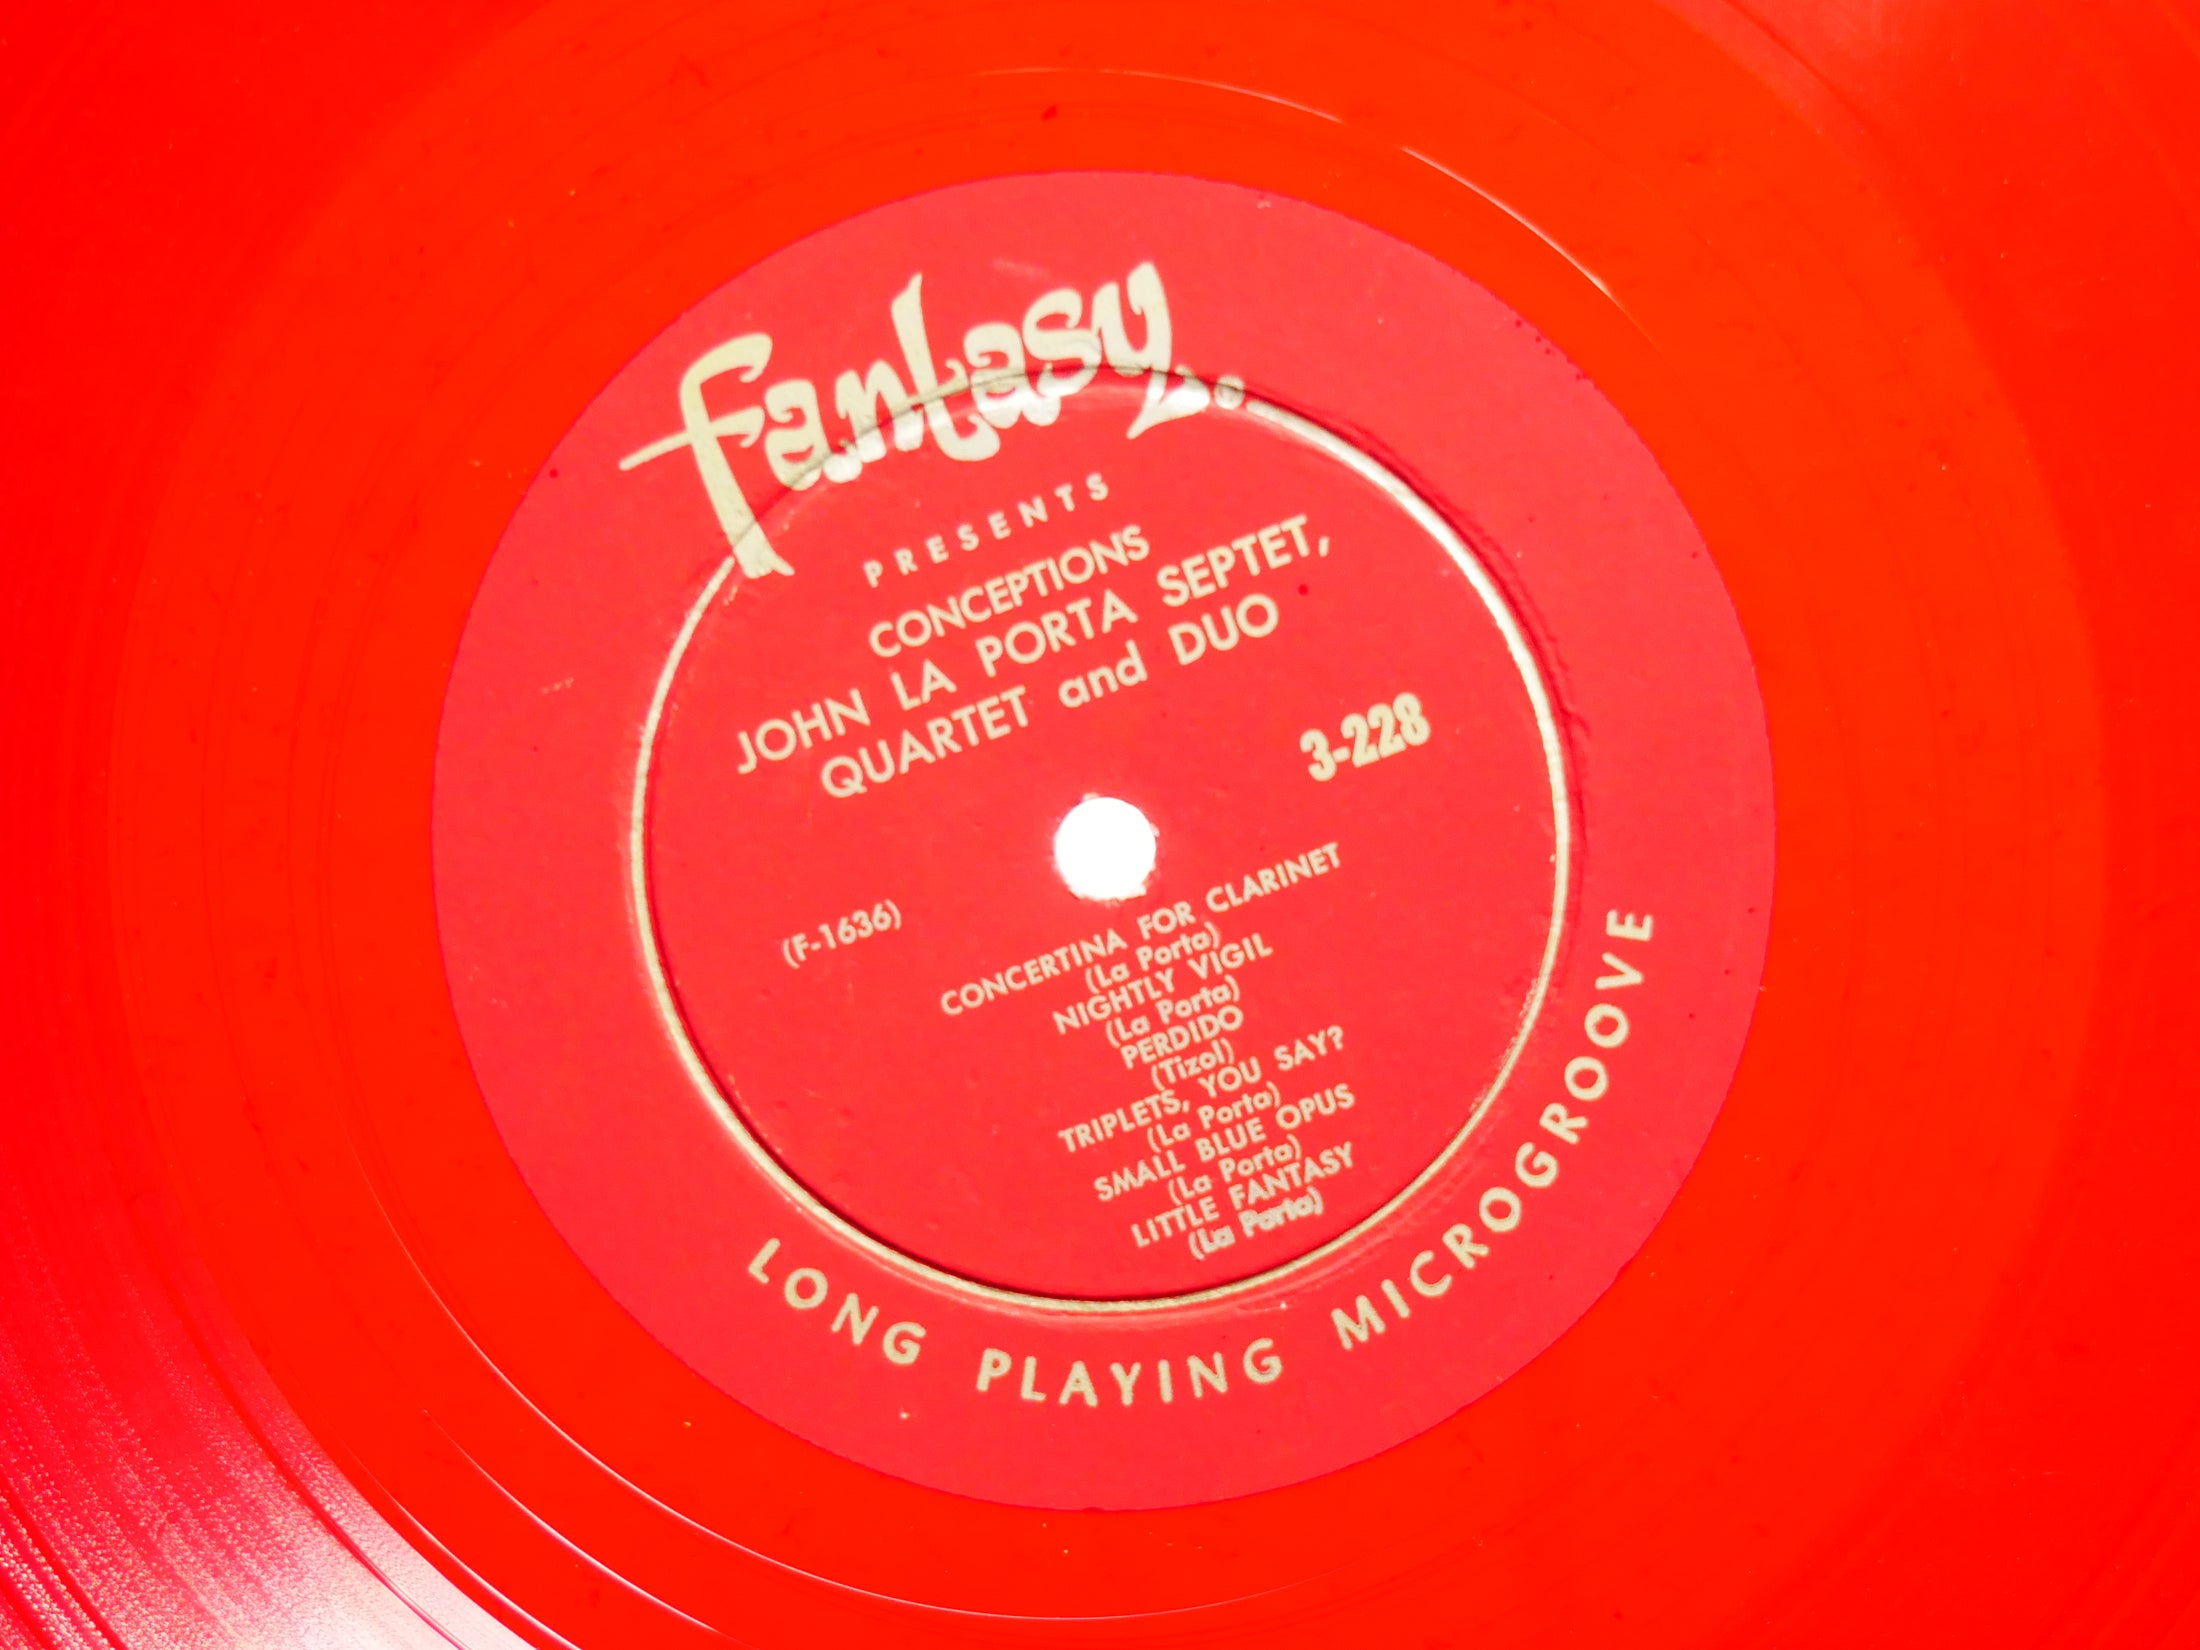 Fantasy...
PRESENTS
CONCEPTIONS
JOHN LA PORTA SEPTET,
QUARTET and DUO
3-228
(F-1636)
CONCERTINA FOR CLARINET
(La Porta)
NIGHTLY VIGIL
(La Porta)
PERDIDO
(Tizol)
TRIPLETS, YOU SAY?
(La Porta)
SMALL BLUE OPUS
(La Porta)
LITTLE FANTASY
(La Porta)
LONG PLAYING MICROGROOVE